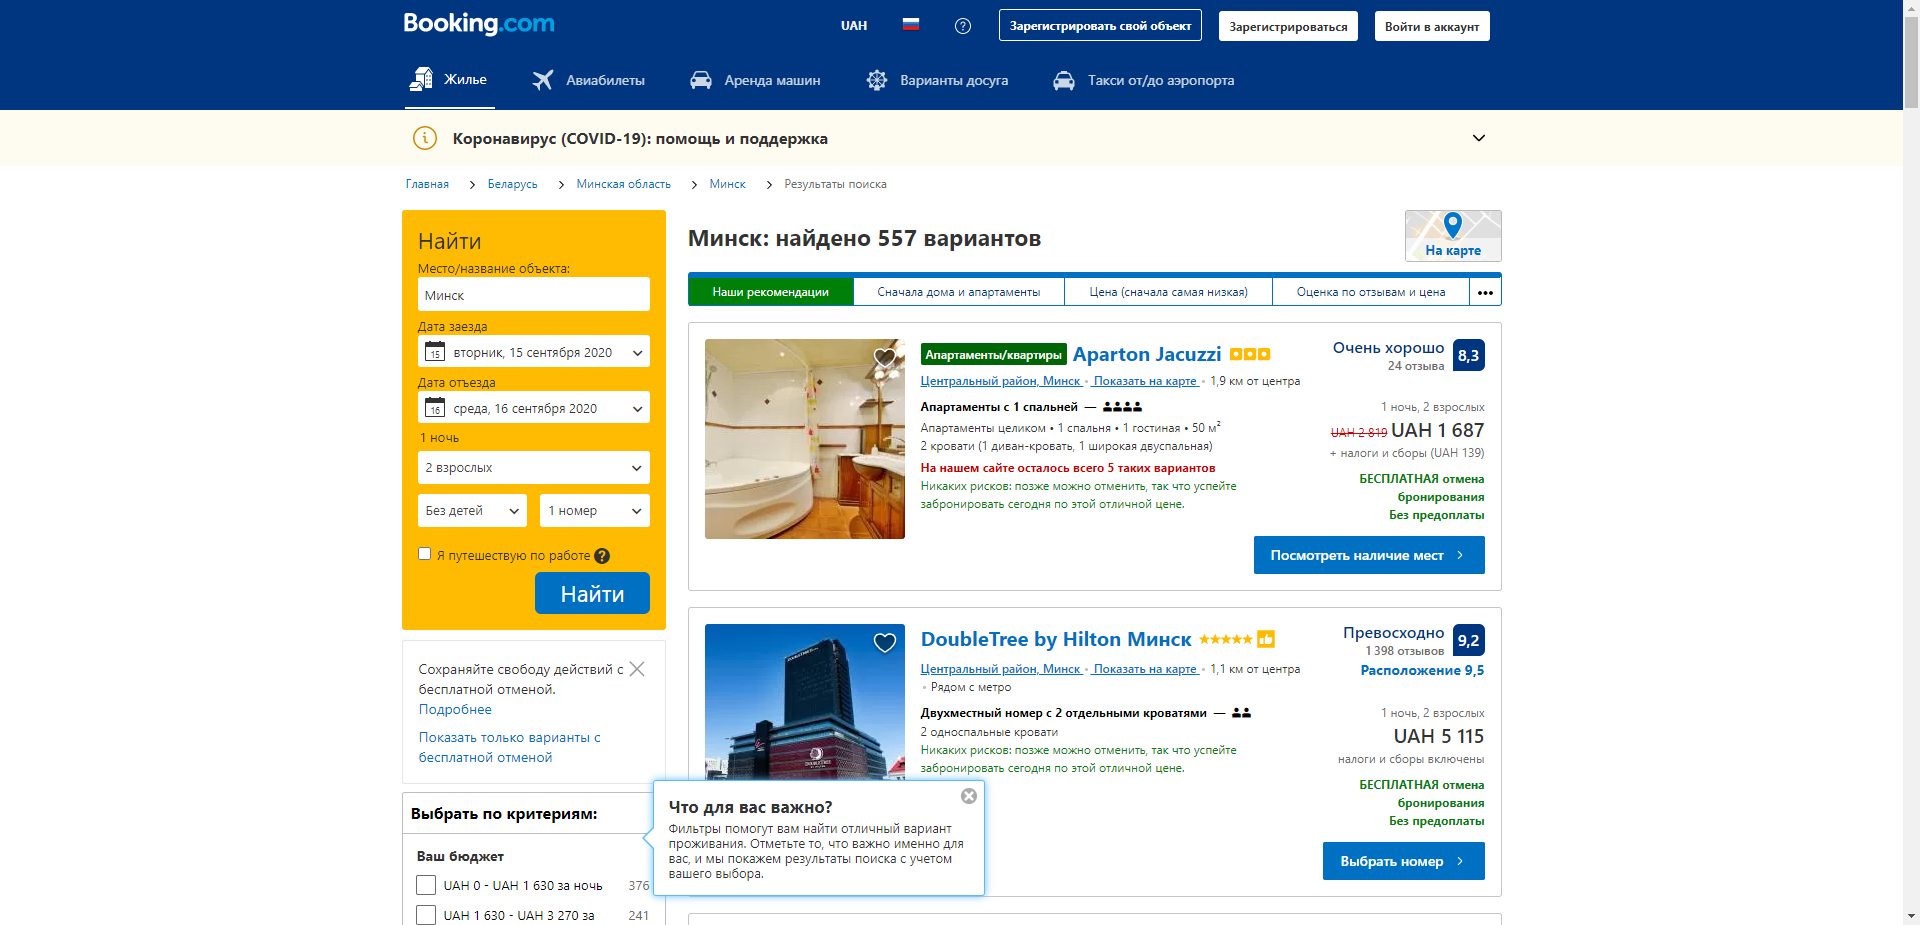 Booking.com
UAH
Зарегистрировать свой объект
Зарегистрироваться
Войти в аккаунт
Жилье
Авиабилеты
Аренда машин
Варианты досуга
Такси от/до аэропорта
Коронавирус (COVID-19): помощь и поддержка
Главная
Беларусь
Минская область
Минск
Результаты поиска
Найти
Место/название объекта:
Минск
Дата заезда
15
вторник, 15 сентября 2020
Дата отъезда
16
среда, 16 сентября 2020
1 ночь
2 взрослых
Без детей
1 номер
Я путешествую по работе
Найти
Сохраняйте свободу действий с
бесплатной отменой.
Подробнее
Показать только варианты с
бесплатной отменой
Выбрать по критериям:
Ваш бюджет
UAH 0 - UAH 1 630 за ночь 376
UAH 1 630 - UAH 3 270 за 241
Минск: найдено 557 вариантов
На карте
Наши рекомендации
Сначала дома и апартаменты
Цена (сначала самая низкая)
Оценка по отзывам и цена
•••
Апартаменты/квартиры Aparton Jacuzzi
Центральный район, Минск • Показать на карте • 1,9 км от центра
Апартаменты с 1 спальней —
Апартаменты целиком • 1 спальня • 1 гостиная • 50 м²
2 кровати (1 диван-кровать, 1 широкая двуспальная)
На нашем сайте осталось всего 5 таких вариантов
Никаких рисков: позже можно отменить, так что успейте
забронировать сегодня по этой отличной цене.
Очень хорошо 8,3
24 отзыва
1 ночь, 2 взрослых
UAH 2 819 UAH 1 687
+ налоги и сборы (UAH 139)
БЕСПЛАТНАЯ отмена
бронирования
Без предоплаты
Посмотреть наличие мест
DOUBLETREE
DOUBLETREE by Hilton Минск
Центральный район, Минск • Показать на карте • 1,1 км от центра
• Рядом с метро
Двухместный номер с 2 отдельными кроватями —
2 односпальные кровати
Никаких рисков: позже можно отменить, так что успейте
забронировать сегодня по этой отличной цене.
Превосходно 9,2
1 398 отзывов
Расположение 9,5
1 ночь, 2 взрослых
UAH 5 115
налоги и сборы включены
БЕСПЛАТНАЯ отмена
бронирования
Без предоплаты
Выбрать номер
Что для вас важно?
Фильтры помогут вам найти отличный вариант
проживания. Отметьте то, что важно именно для
вас, и мы покажем результаты поиска с учетом
вашего выбора.